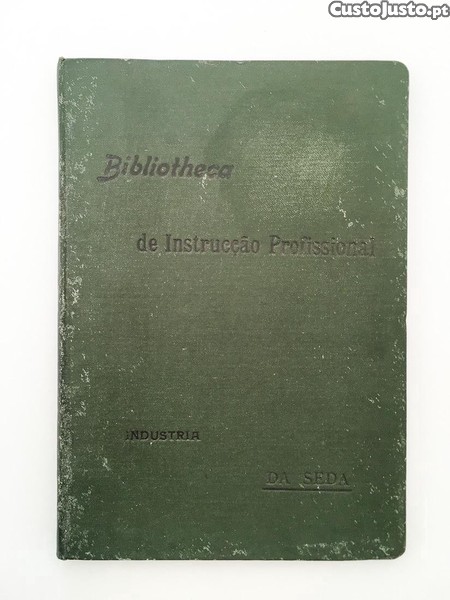 CustoJusto.pt
Bibliotheca
de Instrucção Profissional
INDUSTRIA
DA SEDA